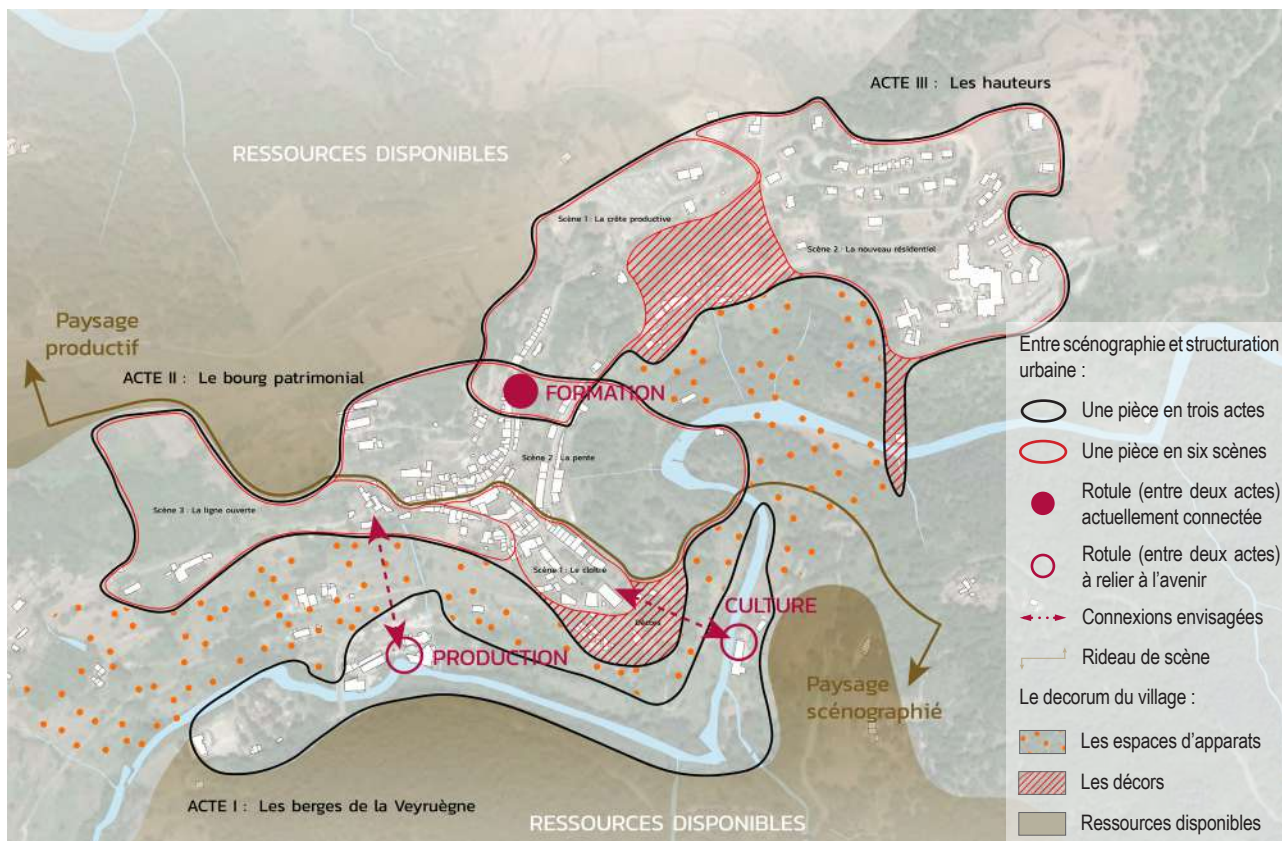 ACTE III : Les hauteurs
RESSOURCES DISPONIBLES
Scène 1 : La crête productive
Scène 2 : La nouveau résidentiel
Paysage
productif
ACTE II : Le bourg patrimonial
FORMATION
Scène 2 : La pente
Scène 3 : La ligne ouverte
Scène 1 : Le cloître
Décors
CULTURE
PRODUCTION
Paysage
scénographié
ACTE I : Les berges de la Veyruègne
RESSOURCES DISPONIBLES
Entre scénographie et structuration
urbaine :
Une pièce en trois actes
Une pièce en six scènes
Rotule (entre deux actes)
actuellement connectée
Rotule (entre deux actes)
à relier à l’avenir
Connexions envisagées
Rideau de scène
Le decorum du village :
Les espaces d’apparats
Les décors
Ressources disponibles